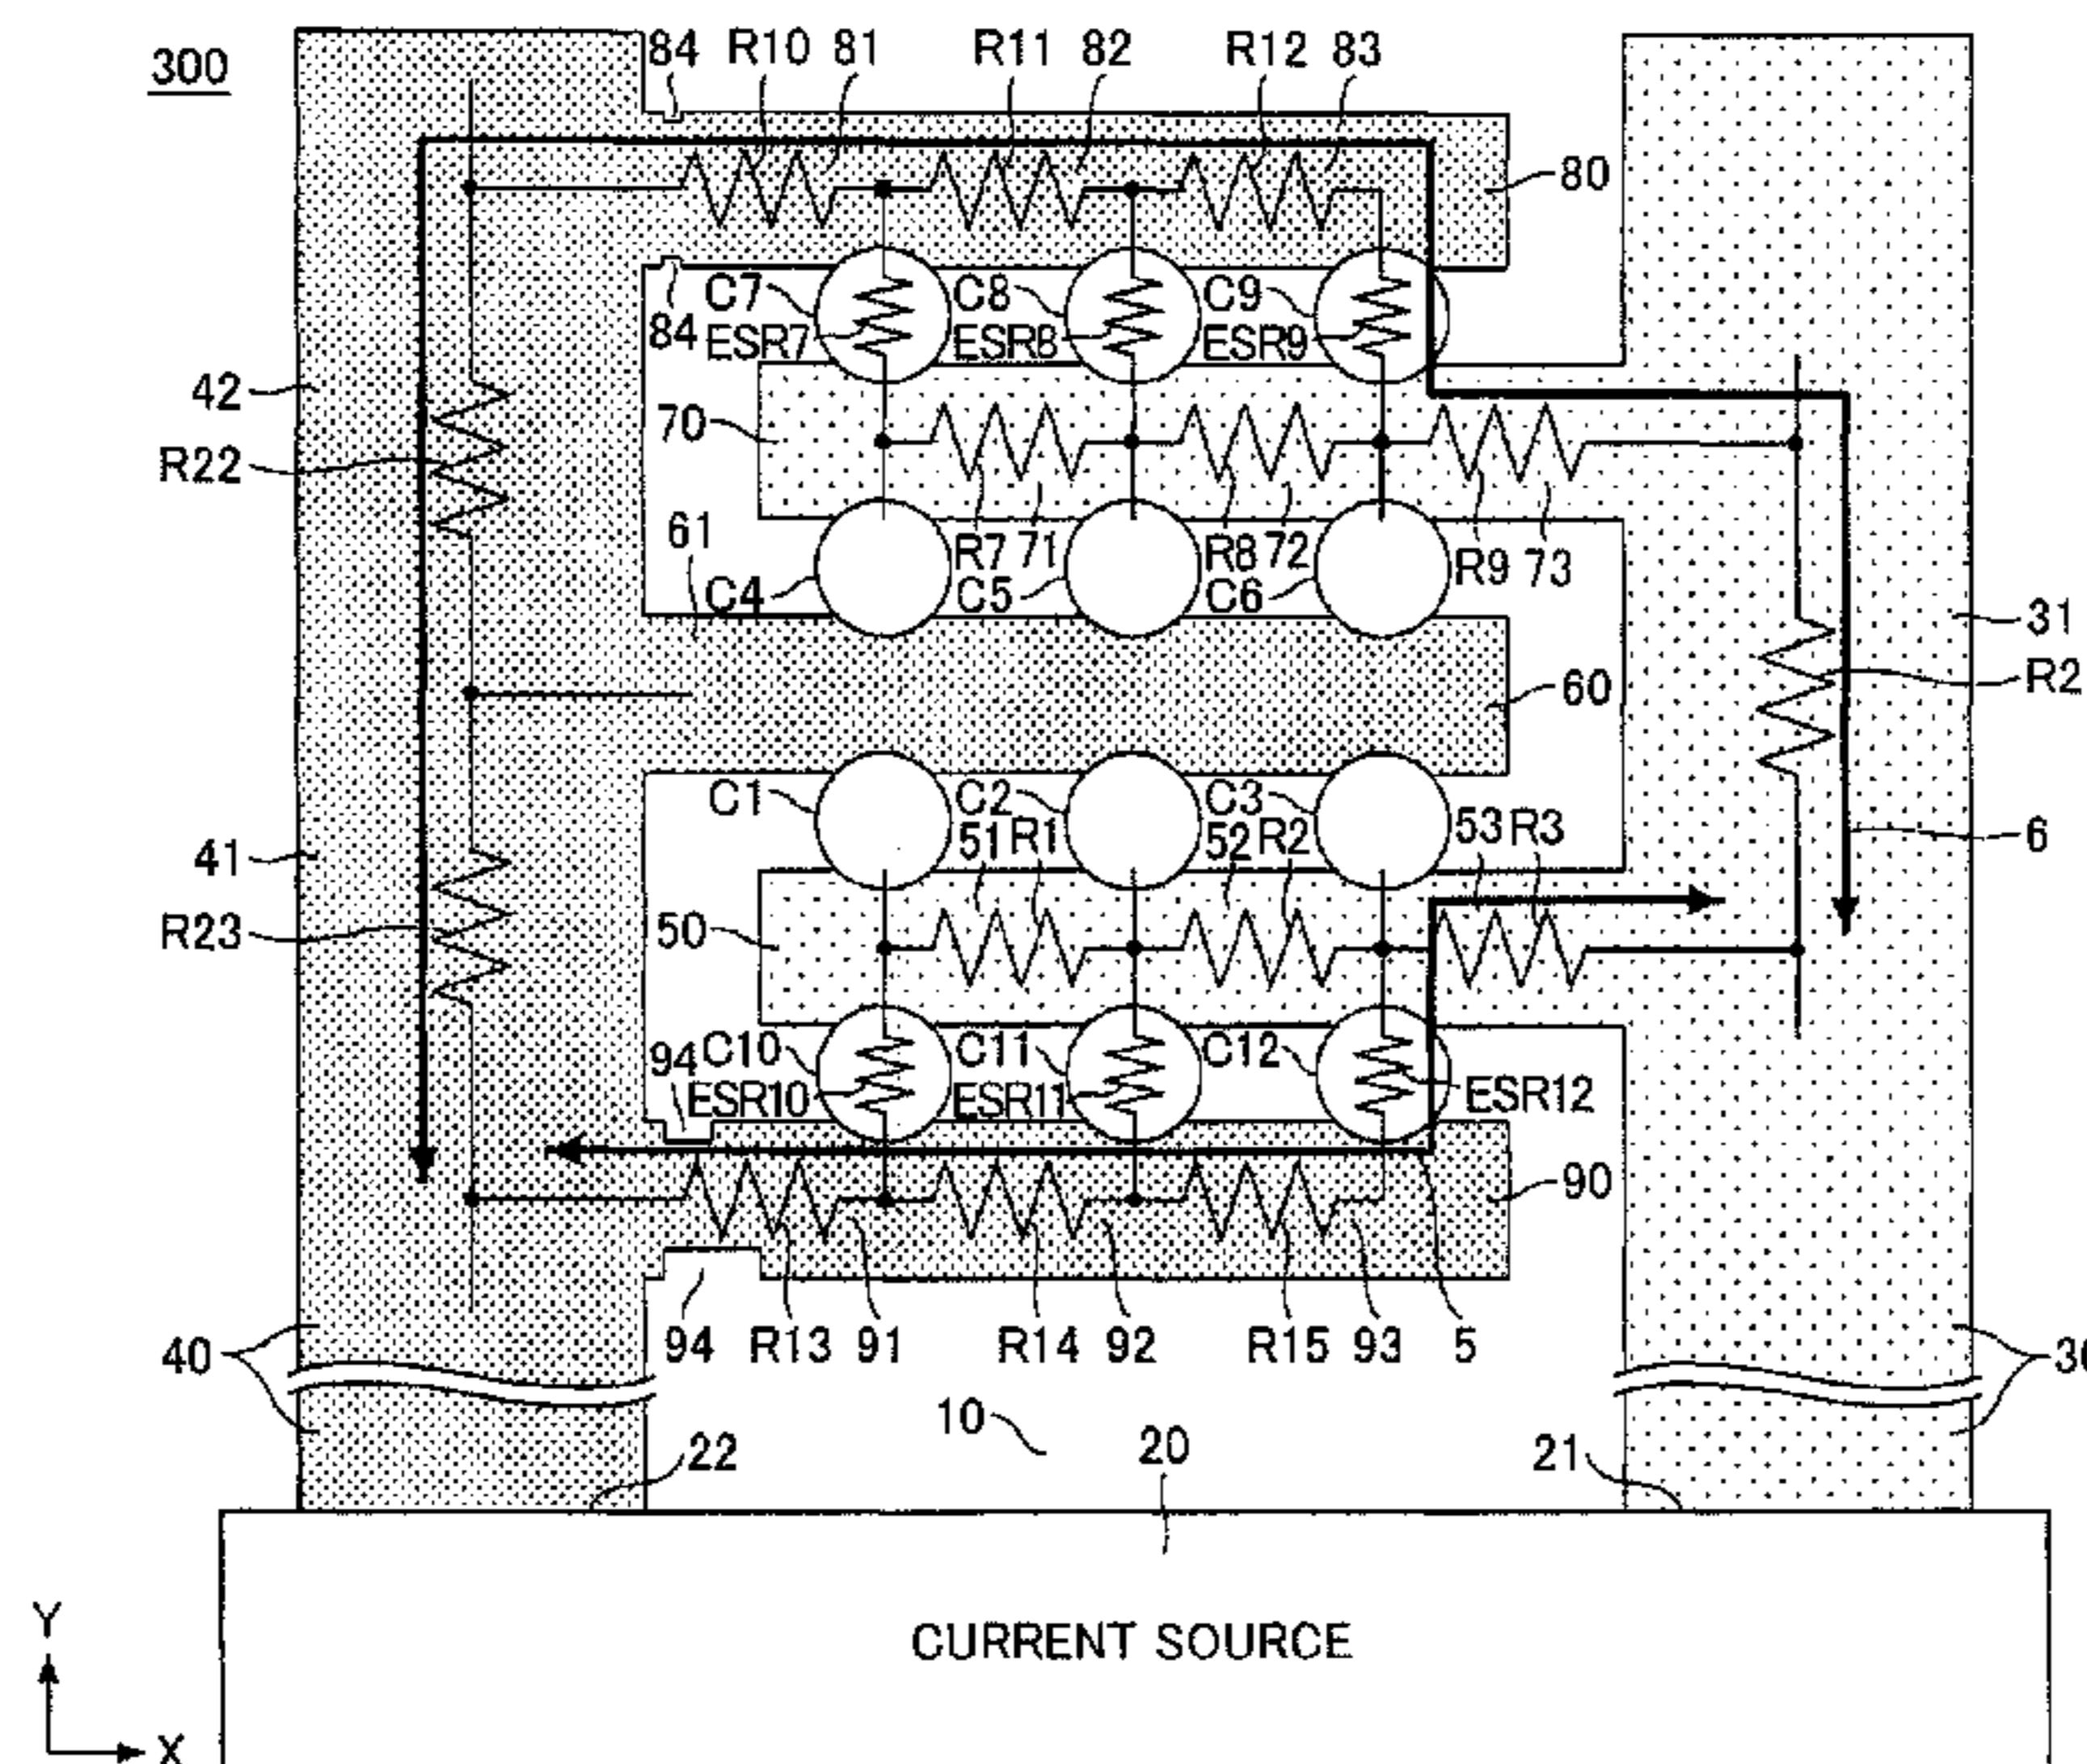 300
84 R10 81 R11 82 R12 83
80
C7 C8 C9
ESR7 ESR8 ESR9
84
42
70
R22
61
R7 71 R8 72 R9 73
C4 C5 C6
31
R2
60
C1 C2 C3
51 R1 52 R2 53 R3
6
41
R23
50
94 C10 C11 C12
ESR10 ESR11 ESR12
90
94 R13 91 R14 92 R15 93 5
40
10
20
22
21
CURRENT SOURCE
Y
X